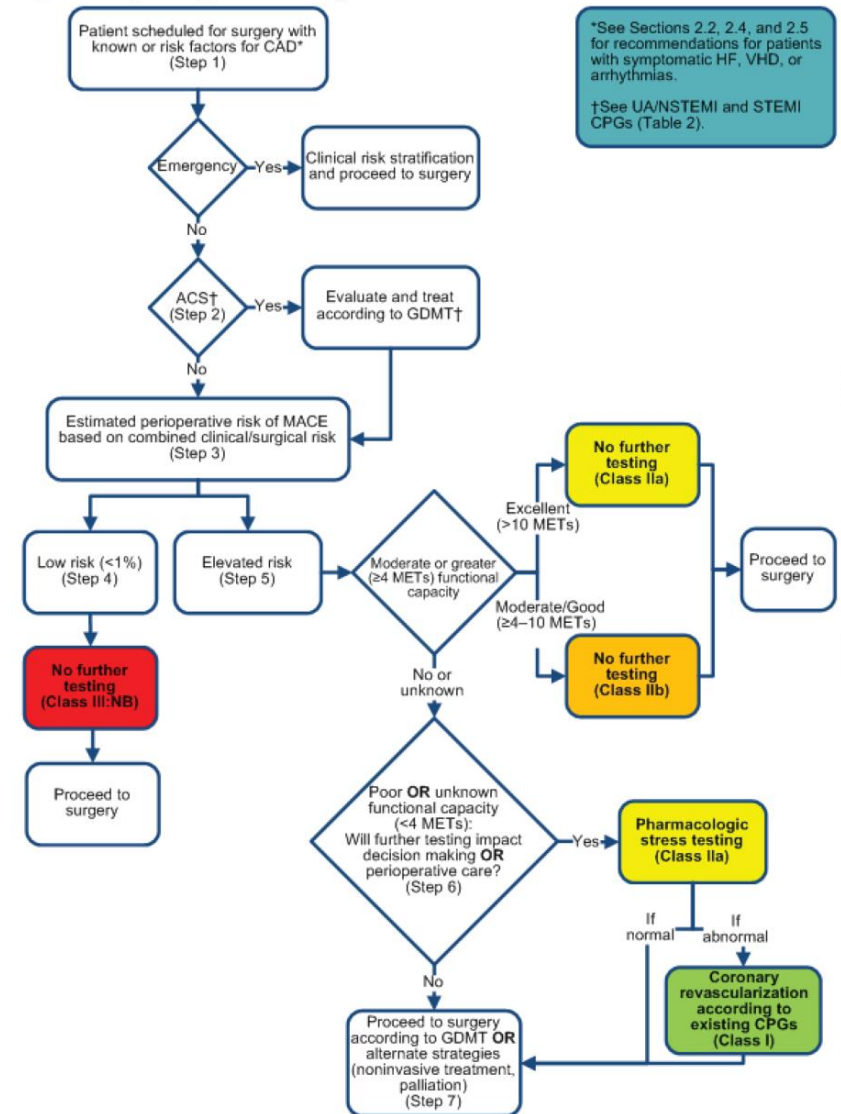 Patient scheduled for surgery with
known or risk factors for CAD*
(Step 1)
*See Sections 2.2, 2.4, and 2.5
for recommendations for patients
with symptomatic HF, VHD, or
arrhythmias.
†See UA/NSTEMI and STEMI
CPGs (Table 2).
Emergency
Yes
Clinical risk stratification
and proceed to surgery
No
ACS†
(Step 2)
Yes
Evaluate and treat
according to GDMT†
No
Estimated perioperative risk of MACE
based on combined clinical/surgical risk
(Step 3)
Low risk (<1%)
(Step 4)
Elevated risk
(Step 5)
Moderate or greater
(≥4 METs) functional
capacity
Excellent
(>10 METs)
No further
testing
(Class IIa)
Moderate/Good
(≥4–10 METs)
No further
testing
(Class IIb)
Proceed to
surgery
No further
testing
(Class III:NB)
Proceed to
surgery
No or
unknown
Poor OR unknown
functional capacity
(<4 METs):
Will further testing impact
decision making OR
perioperative care?
(Step 6)
Yes
Pharmacologic
stress testing
(Class IIa)
If
normal
If
abnormal
Coronary
revascularization
according to
existing CPGs
(Class I)
No
Proceed to surgery
according to GDMT OR
alternate strategies
(noninvasive treatment,
palliation)
(Step 7)